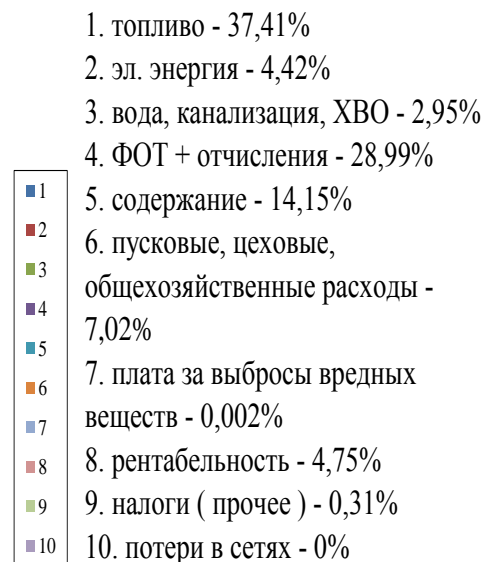 1. топливо - 37,41%
2. эл. энергия - 4,42%
3. вода, канализация, ХВО - 2,95%
4. ФОТ + отчисления - 28,99%
5. содержание - 14,15%
6. пусковые, цеховые,
общехозяйственные расходы -
7,02%
7. плата за выбросы вредных
веществ - 0,002%
8. рентабельность - 4,75%
9. налоги ( прочее ) - 0,31%
10. потери в сетях - 0%
1
2
3
4
5
6
7
8
9
10